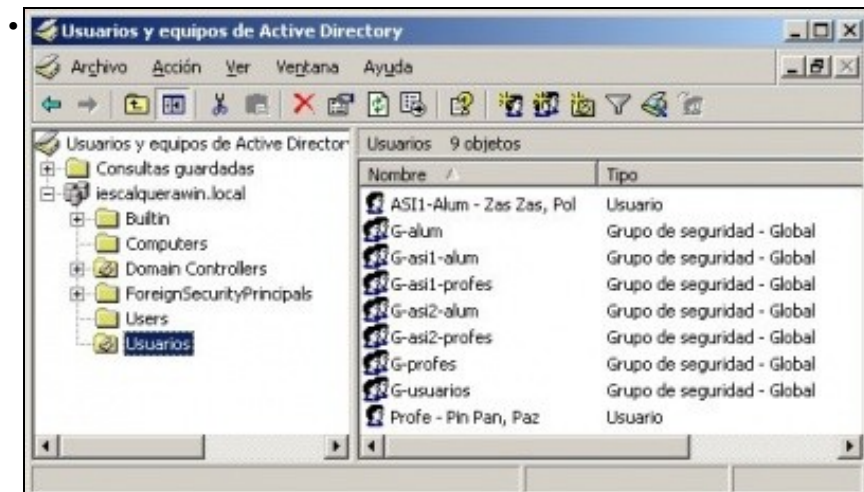 Usuarios y equipos de Active Directory
Archivo Acción Ver Ventana Ayuda
Usuarios y equipos de Active Director
Consultas guardadas
iescalquerawin.local
Builtin
Computers
Domain Controllers
ForeignSecurityPrincipals
Users
Usuarios
Usuarios 9 objetos
Nombre Tipo
ASI1-Alum - Zas Zas, Pol Usuario
G-alum Grupo de seguridad - Global
G-asi1-alum Grupo de seguridad - Global
G-asi1-profes Grupo de seguridad - Global
G-asi2-alum Grupo de seguridad - Global
G-asi2-profes Grupo de seguridad - Global
G-profes Grupo de seguridad - Global
G-usuarios Grupo de seguridad - Global
Profe - Pin Pan, Paz Usuario